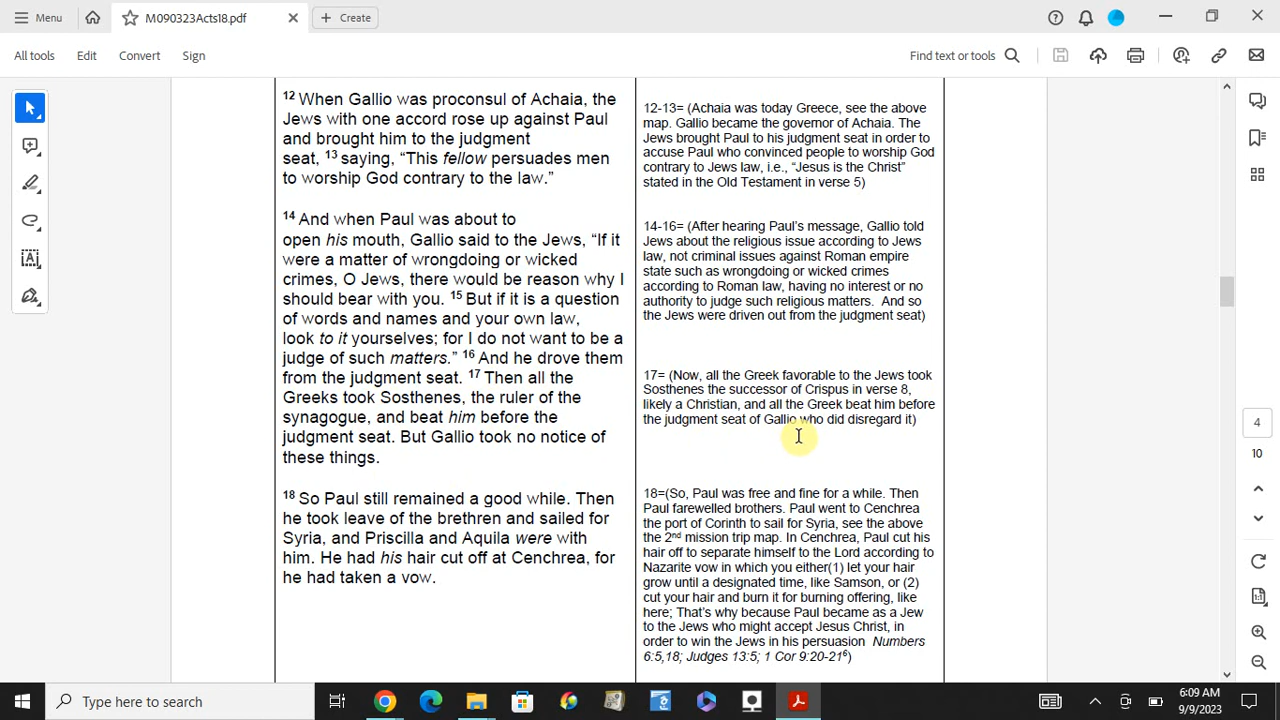 Menu
M090323Acts18.pdf
Create
All tools
Edit
Convert
Sign
Find text or tools
12 When Gallio was proconsul of Achaia, the
Jews with one accord rose up against Paul
and brought him to the judgment
seat, 13 saying, “This fellow persuades men
to worship God contrary to the law.”
14 And when Paul was about to
open his mouth, Gallio said to the Jews, “If it
were a matter of wrongdoing or wicked
crimes, O Jews, there would be reason why I
should bear with you. 15 But if it is a question
of words and names and your own law,
look to it yourselves; for I do not want to be a
judge of such matters.” 16 And he drove them
from the judgment seat. 17 Then all the
Greeks took Sosthenes, the ruler of the
synagogue, and beat him before the
judgment seat. But Gallio took no notice of
these things.
18 So Paul still remained a good while. Then
he took leave of the brethren and sailed for
Syria, and Priscilla and Aquila were with
him. He had his hair cut off at Cenchrea, for
he had taken a vow.
12-13= (Achaia was today Greece, see the above
map. Gallio became the governor of Achaia. The
Jews brought Paul to his judgment seat in order to
accuse Paul who convinced people to worship God
contrary to Jews law, i.e., “Jesus is the Christ”
stated in the Old Testament in verse 5)
14-16= (After hearing Paul’s message, Gallio told
Jews about the religious issue according to Jews
law, not criminal issues against Roman empire
state such as wrongdoing or wicked crimes
according to Roman law, having no interest or no
authority to judge such religious matters. And so
the Jews were driven out from the judgment seat)
17= (Now, all the Greek favorable to the Jews took
Sosthenes the successor of Crispus in verse 8,
likely a Christian, and all the Greek beat him before
the judgment seat of Gallio who did disregard it)
18=(So, Paul was free and fine for a while. Then
Paul farewelled brothers. Paul went to Cenchrea
the port of Corinth to sail for Syria, see the above
the 2nd mission trip map. In Cenchrea, Paul cut his
hair off to separate himself to the Lord according to
Nazarite vow in which you either(1) let your hair
grow until a designated time, like Samson, or (2)
cut your hair and burn it for burning offering, like
here; That’s why because Paul became as a Jew
to the Jews who might accept Jesus Christ, in
order to win the Jews in his persuasion Numbers
6:5,18; Judges 13:5; 1 Cor 9:20-21⁶)
4
10
Type here to search
6:09 AM
9/9/2023